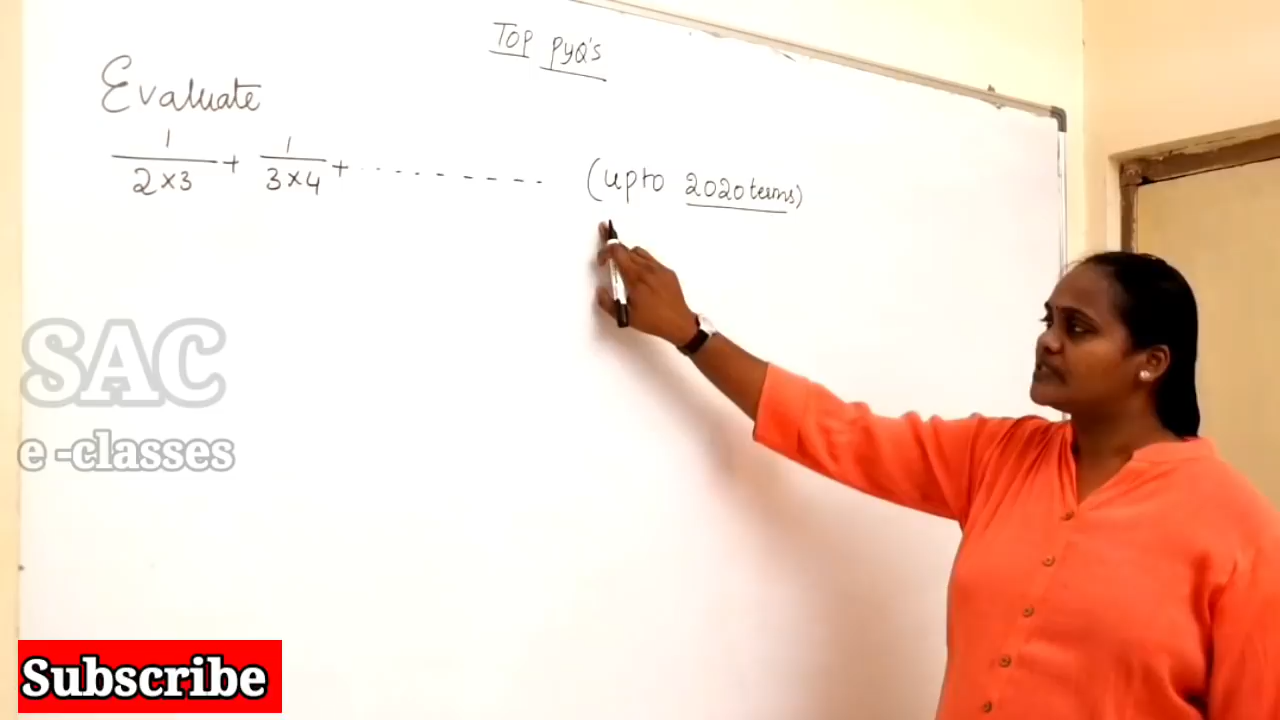 TOP PYQ's
Evaluate
1/(2×3) + 1/(3×4) + ........ (upto 2020 terms)
SAC
e -classes
Subscribe